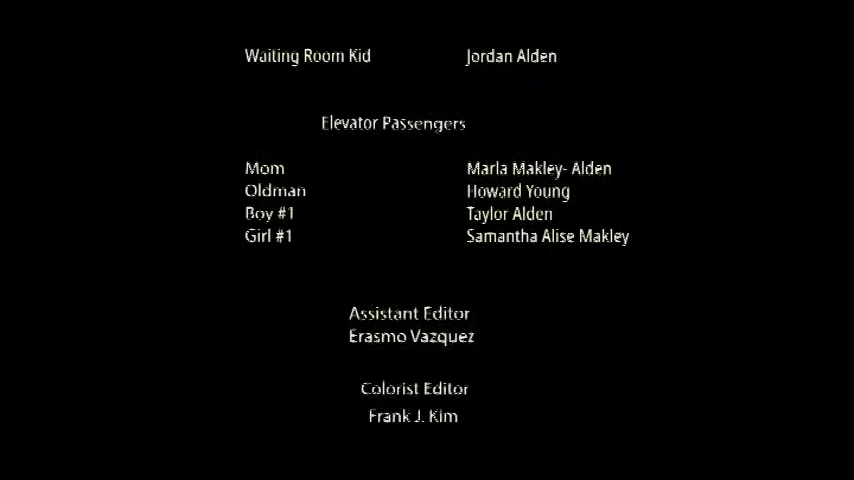 Waiting Room Kid Jordan Alden
Elevator Passengers
Mom Marla Makley- Alden
Oldman Howard Young
Boy #1 Taylor Alden
Girl #1 Samantha Alise Makley
Assistant Editor
Erasmo Vazquez
Colorist Editor
Frank J. Kim